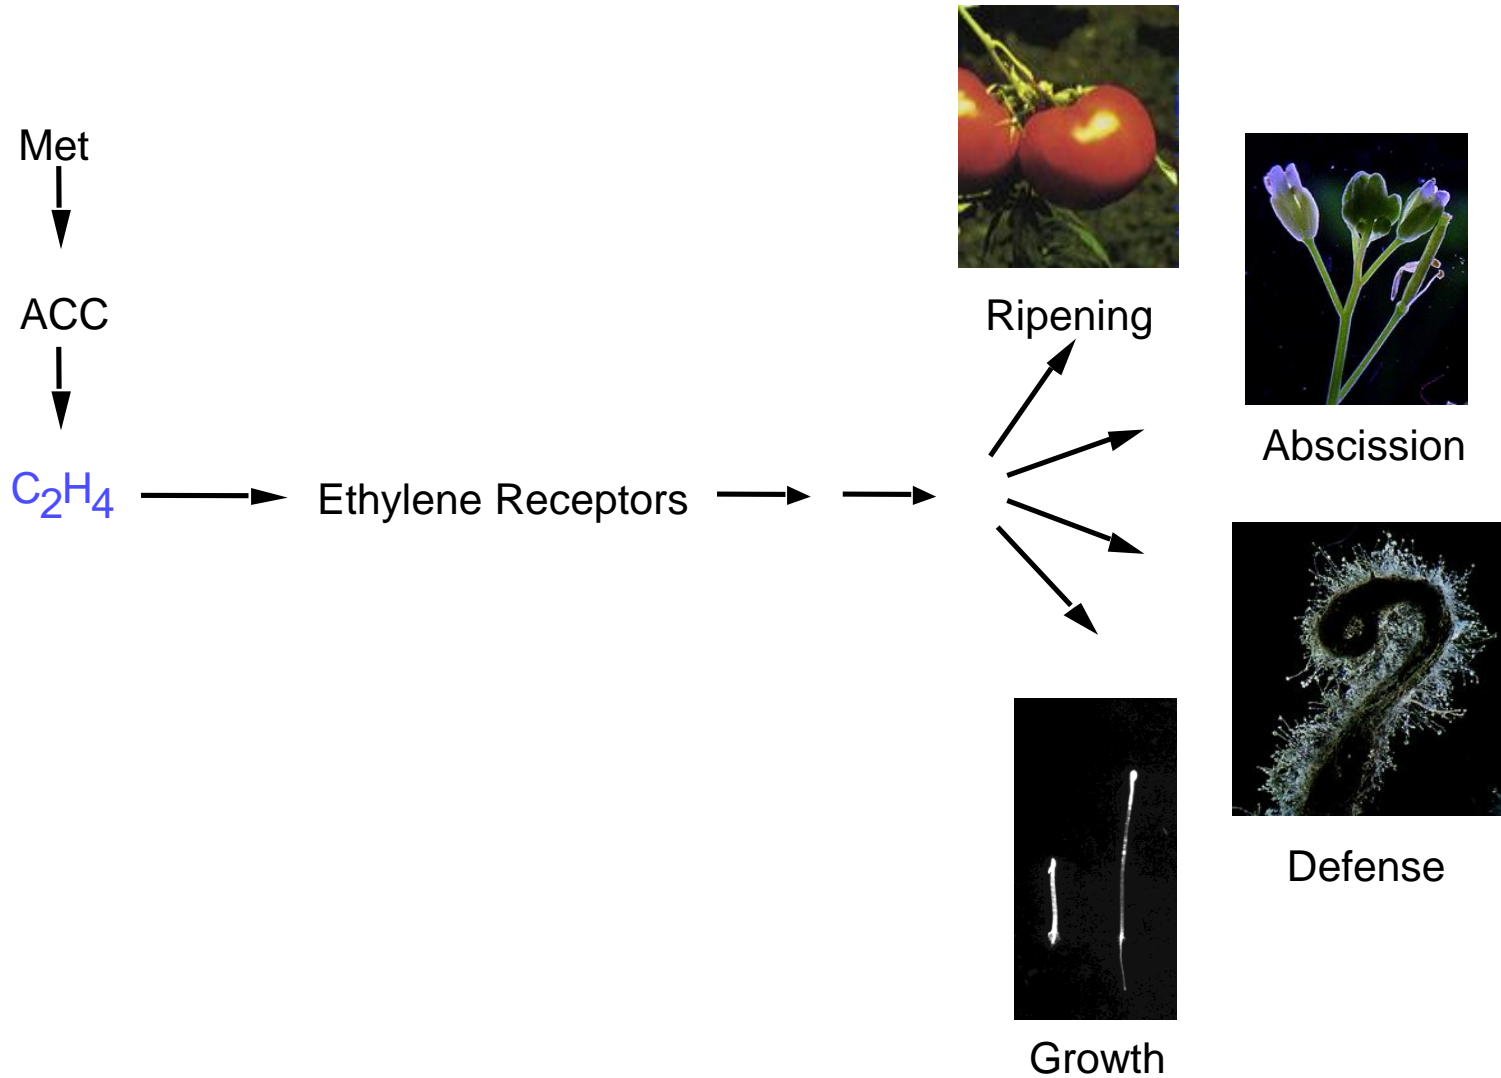 Met
ACC
C2H4
Ethylene Receptors
Ripening
Abscission
Defense
Growth